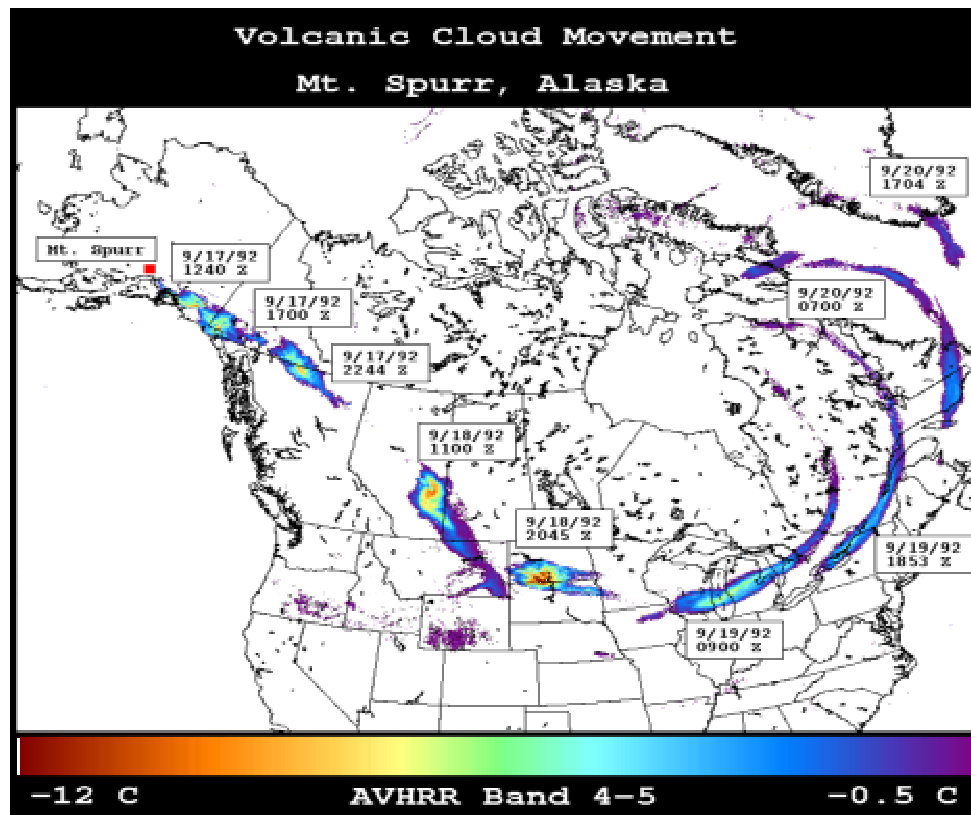 Volcanic Cloud Movement
Mt. Spurr, Alaska
9/20/92
1704 Z
Mt. Spurr
9/17/92
1240 Z
9/17/92
1700 Z
9/20/92
0700 Z
9/17/92
2244 Z
9/18/92
1100 Z
9/18/92
2045 Z
9/19/92
1853 Z
9/19/92
0900 Z
-12 C
AVHRR Band 4-5
-0.5 C